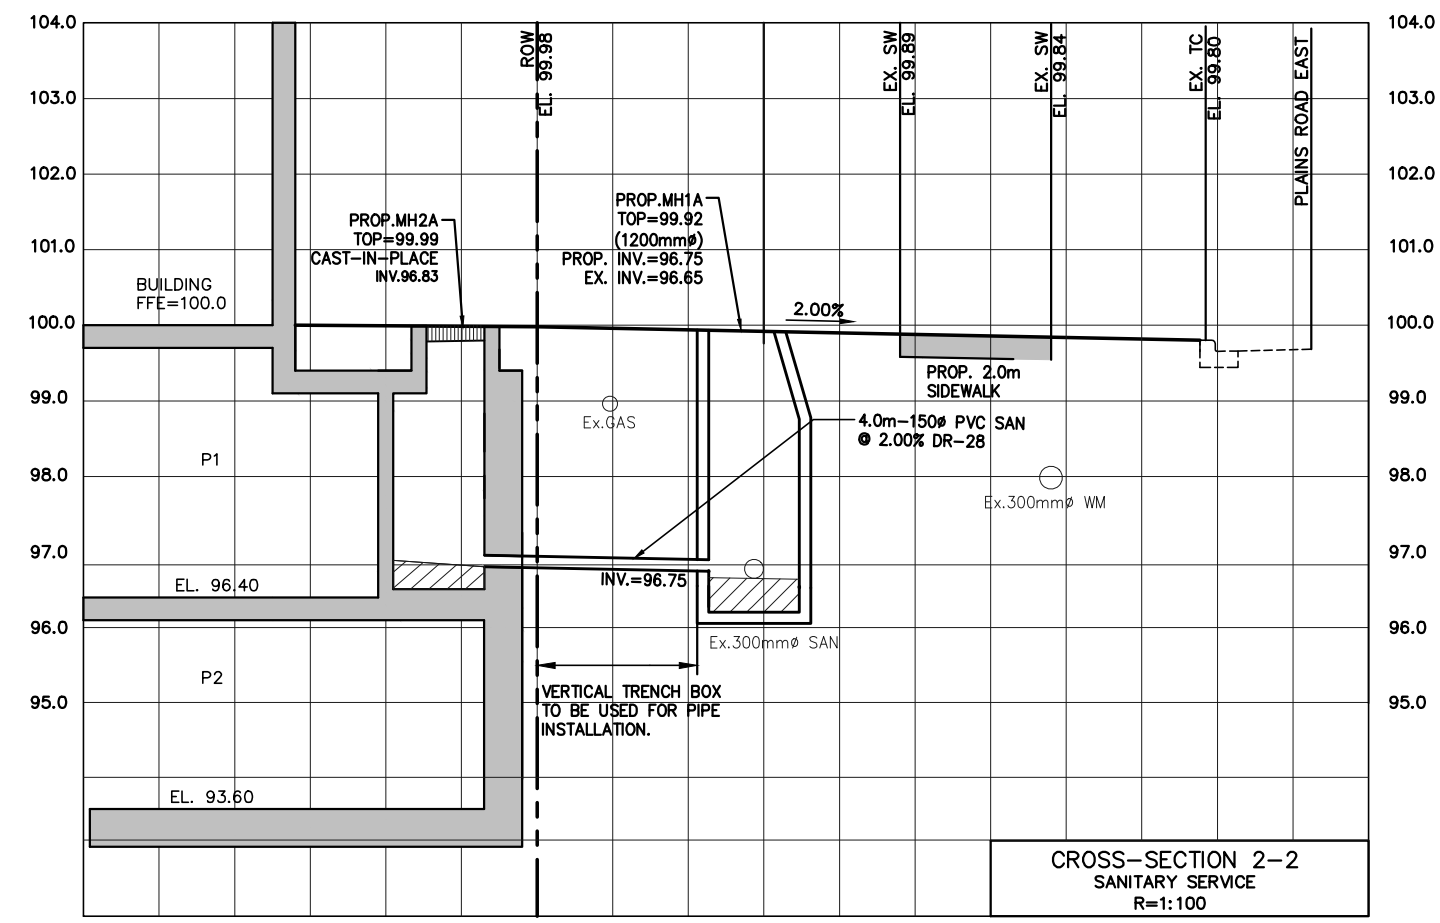 104.0
103.0
102.0
101.0
100.0
99.0
98.0
97.0
96.0
95.0
ROW
EL. 99.98
EX. SW
EL. 99.89
EX. SW
EL. 99.84
EX. TC
EL. 99.80
PLAINS ROAD EAST
104.0
103.0
102.0
101.0
100.0
99.0
98.0
97.0
96.0
95.0
PROP.MH2A
TOP=99.99
CAST-IN-PLACE
INV.96.83
PROP.MH1A
TOP=99.92
(1200mmø)
PROP. INV.=96.75
EX. INV.=96.65
BUILDING
FFE=100.0
2.00%
PROP. 2.0m
SIDEWALK
Ex.GAS
4.0m-150ø PVC SAN
@ 2.00% DR-28
P1
Ex.300mmø WM
EL. 96.40
INV.=96.75
Ex.300mmø SAN
P2
VERTICAL TRENCH BOX
TO BE USED FOR PIPE
INSTALLATION.
EL. 93.60
CROSS-SECTION 2-2
SANITARY SERVICE
R=1:100